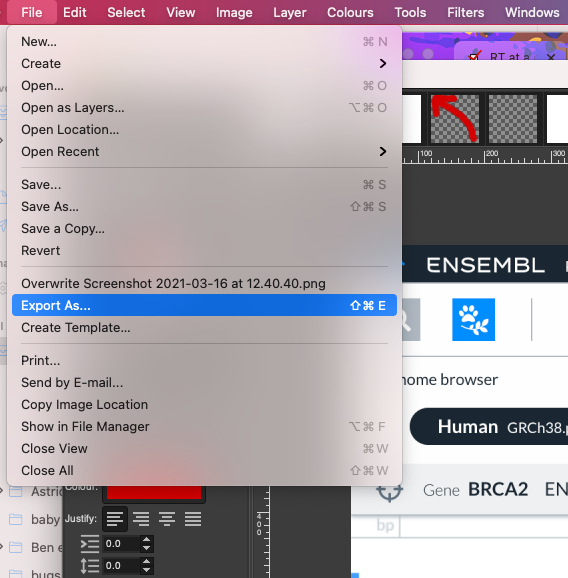 File Edit Select View Image Layer Colours Tools Filters Windows
New... ⌘ N
Create
Open... ⌘ O
Open as Layers... ⌥⌘ O
Open Location...
Open Recent
Save... ⌘ S
Save As... ⇧⌘ S
Save a Copy...
Revert
Overwrite Screenshot 2021-03-16 at 12.40.40.png
Export As... ⇧⌘ E
Create Template...
Print...
Send by E-mail...
Copy Image Location
Show in File Manager ⌥⌘ F
Close View ⌘W
Close All ⇧⌘W
RT at a
100 200 300
ENSEMBL
nome browser
Human GRCh38.p
Gene BRCA2 EN
bp
Colour:
Justify:
0.0
0.0
400
Astrid
baby
Ben e
bugs